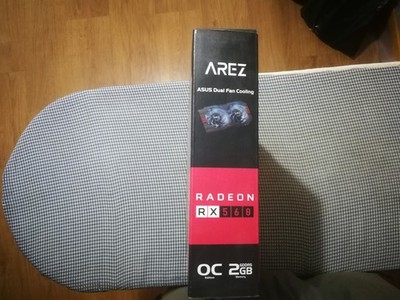 AREZ
ASUS Dual Fan Cooling
RADEON
RX 560
OC 2GB